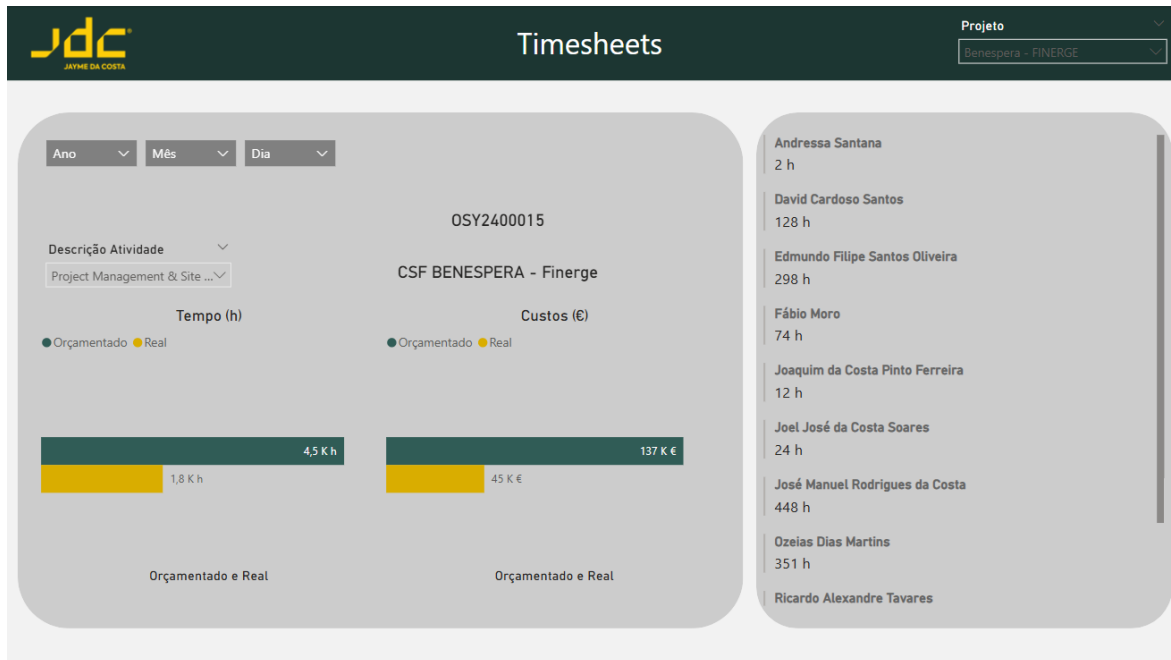 Jdc
JAYME DA COSTA
Timesheets
Projeto
Benespera - FINERGE
Ano
Mês
Dia
OSY2400015
Descrição Atividade
Project Management & Site ...
CSF BENESPERA - Finerge
Tempo (h)
Orçamentado Real
4,5 K h
1,8 K h
Orçamentado e Real
Custos (€)
Orçamentado Real
137 K €
45 K €
Orçamentado e Real
Andressa Santana
2 h
David Cardoso Santos
128 h
Edmundo Filipe Santos Oliveira
298 h
Fábio Moro
74 h
Joaquim da Costa Pinto Ferreira
12 h
Joel José da Costa Soares
24 h
José Manuel Rodrigues da Costa
448 h
Ozeias Dias Martins
351 h
Ricardo Alexandre Tavares